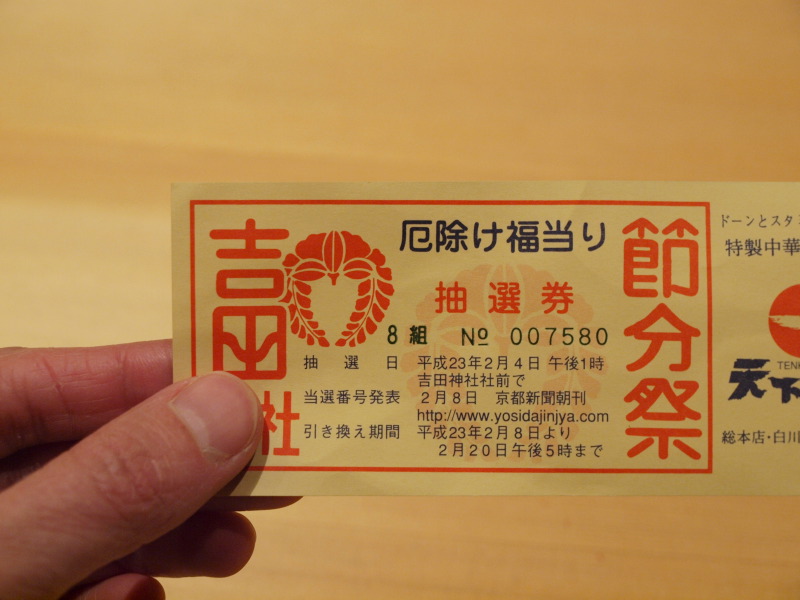 吉田
社
厄除け福当り
抽選券
8組 № 007580
抽選日 平成23年2月4日 午後1時
吉田神社社前で
当選番号発表 2月8日 京都新聞朝刊
http://www.yosidajinjya.com
引き換え期間 平成23年2月8日より
2月20日午後5時まで
節分祭
ドーンとスタ
特製中華
TEN
天下
総本店・白川